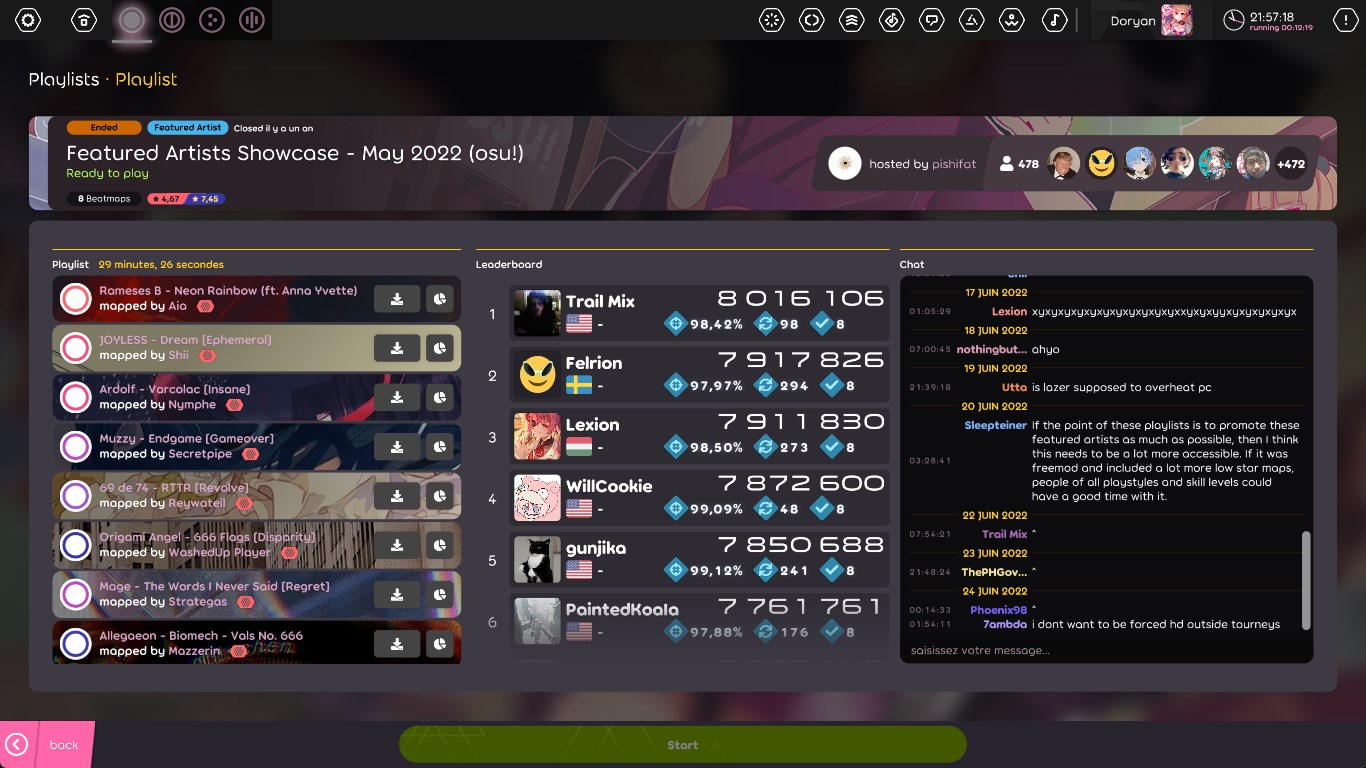 Doryan
21:57:18
running 00:12:19
Playlists · Playlist
Ended
Featured Artist
Closed il y a un an
Featured Artists Showcase - May 2022 (osu!)
Ready to play
8 Beatmaps
4,67
7,45
hosted by pishifat
478
+472
Playlist 29 minutes, 26 secondes
Rameses B - Neon Rainbow (ft. Anna Yvette)
mapped by Aia
JOYLESS - Dream [Ephemeral]
mapped by Shii
Ardolf - Varcolac [Insane]
mapped by Nymphe
Muzzy - Endgame [Gameover]
mapped by Secretpipe
69 de 74 - RTTR [Revolve]
mapped by Reywateil
Origami Angel - 666 Flags [Disparity]
mapped by WashedUp Player
Mage - The Words I Never Said [Regret]
mapped by Strategas
Allegaeon - Biomech - Vals No. 666
mapped by Mazzerin
Leaderboard
1 Trail Mix 8 016 106
- 98,42% 98 8
2 Felrion 7 917 826
- 97,97% 294 8
3 Lexion 7 911 830
- 98,50% 273 8
4 WillCookie 7 872 600
- 99,09% 48 8
5 gunjika 7 850 688
- 99,12% 241 8
6 PaintedKoala 7 761 761
- 97,88% 176 8
Chat
17 JUIN 2022
01:05:29 Lexion xyxyxyxyxyxyxyxyxyxyxxyxyxyyxyxyxyxyxyx
18 JUIN 2022
07:00:45 nothingbut... ahyo
19 JUIN 2022
21:39:18 Utta is lazer supposed to overheat pc
20 JUIN 2022
03:28:41 Sleepteiner If the point of these playlists is to promote these
featured artists as much as possible, then I think
this needs to be a lot more accessible. If it was
freemod and included a lot more low star maps,
people of all playstyles and skill levels could
have a good time with it.
22 JUIN 2022
07:54:21 Trail Mix ^
23 JUIN 2022
21:48:24 ThePHGov... ^
24 JUIN 2022
00:14:33 Phoenix98 ^
01:54:11 7ambda i dont want to be forced hd outside tourneys
saisissez votre message...
back
Start